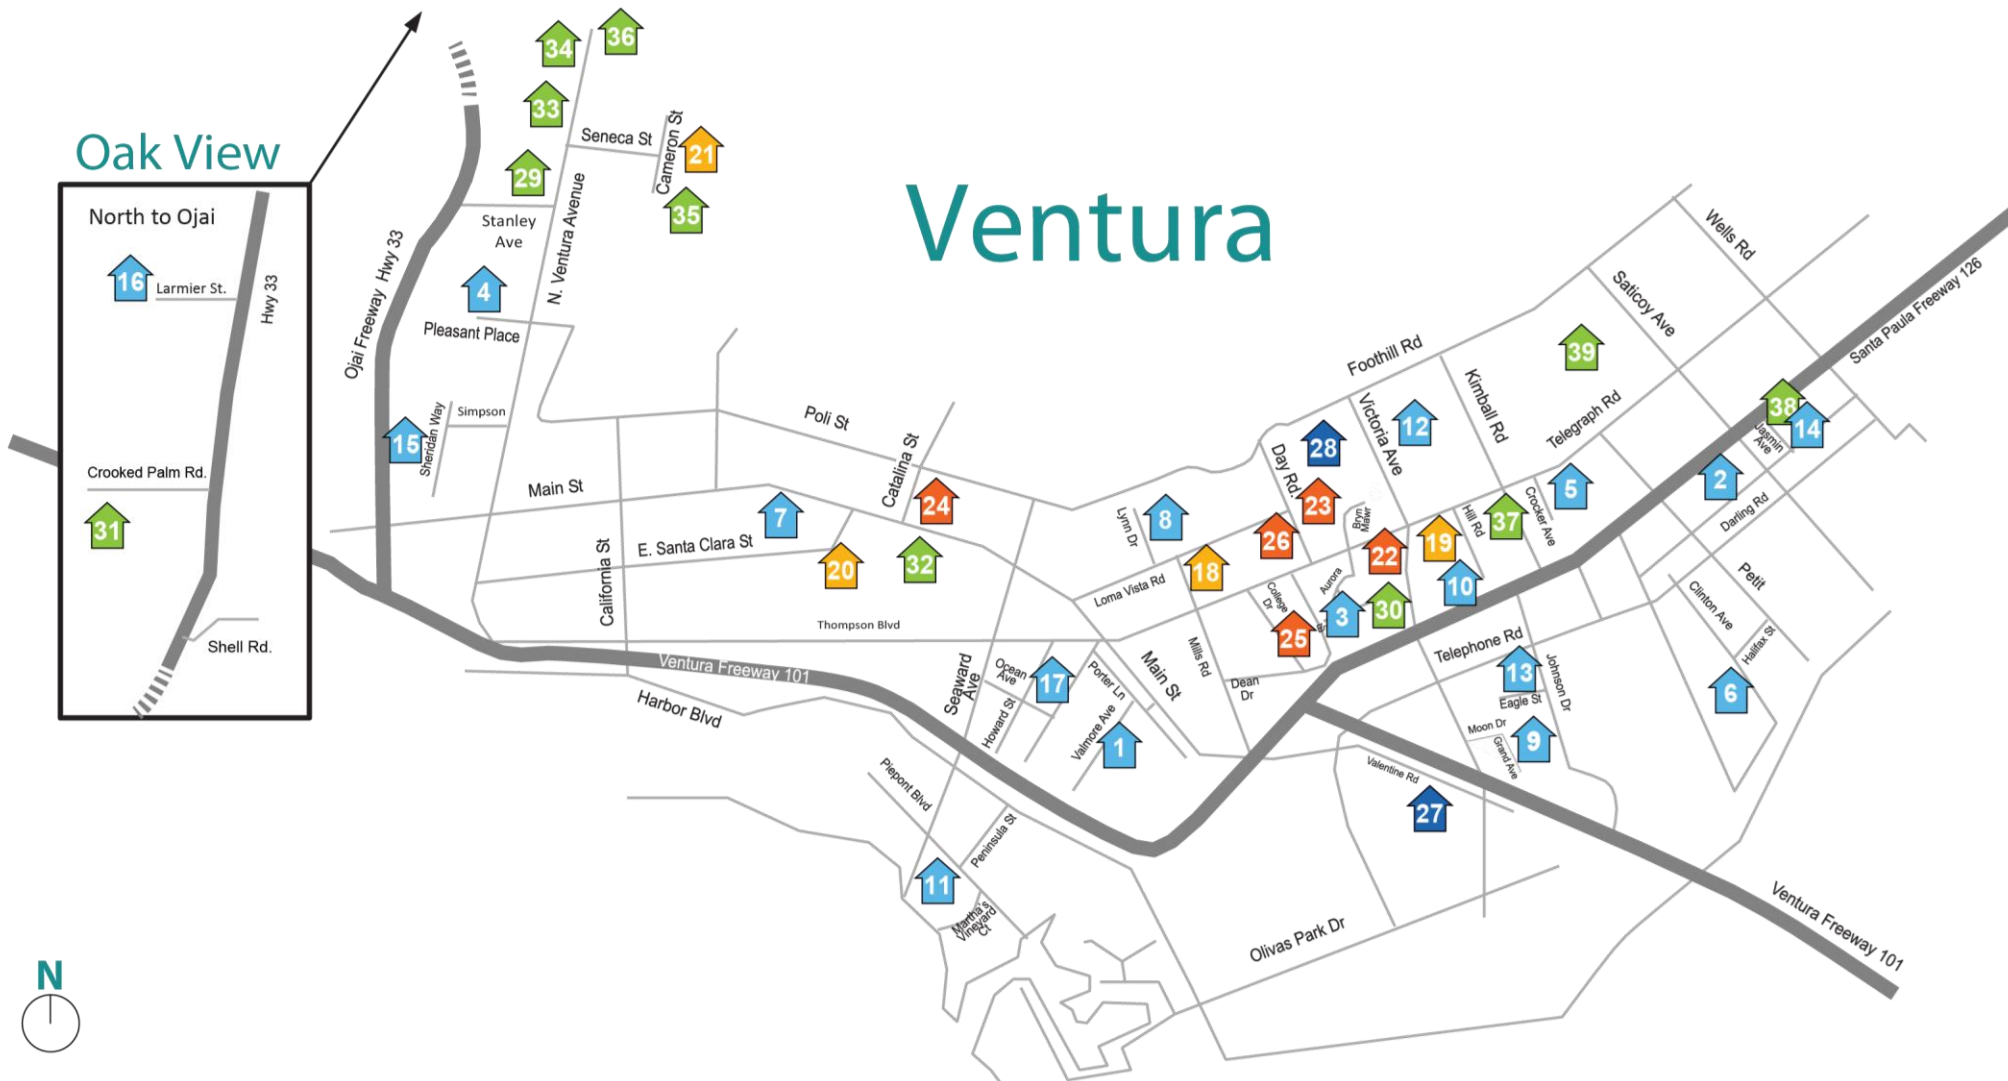 Oak View
North to Ojai
16
Larmier St.
Hwy 33
Crooked Palm Rd.
31
Shell Rd.
N
Ventura
34
36
33
29
Seneca St
Cameron St
21
35
Stanley
Ave
N. Ventura Avenue
Ojai Freeway Hwy 33
4
Pleasant Place
15
Sheridan Way
Simpson
Main St
Poli St
Catalina St
24
7
E. Santa Clara St
20
32
California St
Thompson Blvd
Ventura Freeway 101
Harbor Blvd
Seaward
Ave
Ocean
Ave
Howard St
17
Porter Ln
Valmore Ave
1
Main St
Piepont Blvd
Peninsula St
11
Martha's
Vineyard
Ct
Lynn Dr
8
Loma Vista Rd
18
Mills Rd
Dean
Dr
26
23
28
Day Rd.
Foothill Rd
Victoria Ave
12
Kimball Rd
Bryn
Mawr
22
19
Hill Rd
37
Crocker Ave
5
Telegraph Rd
39
Saticoy Ave
Wells Rd
Santa Paula Freeway 126
38
14
Jasmin
Ave
2
Darling Rd
Petit
Clinton Ave
Halifax St
6
10
College
Dr
Aurora
25
3
30
Telephone Rd
13
Eagle St
Johnson Dr
Moon Dr
Grand Ave
9
Valentine Rd
27
Olivas Park Dr
Ventura Freeway 101